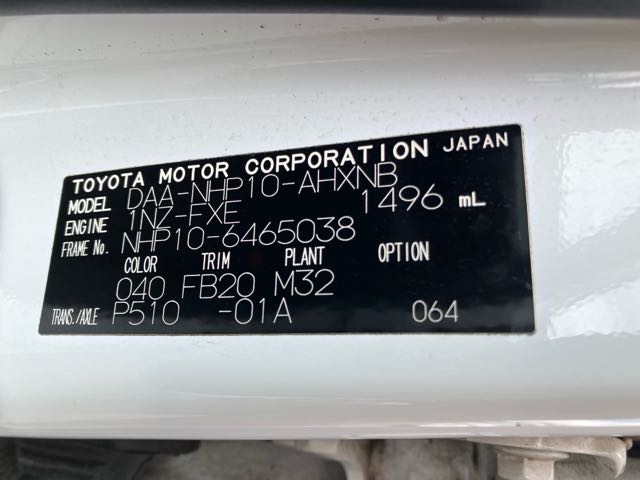 TOYOTA MOTOR CORPORATION JAPAN
MODEL DAA-NHP10-AHXNB
ENGINE 1NZ-FXE 1496 mL
FRAME No. NHP10-6465038
COLOR TRIM PLANT OPTION
040 FB20 M32
TRANS./AXLE P510 -01A 064